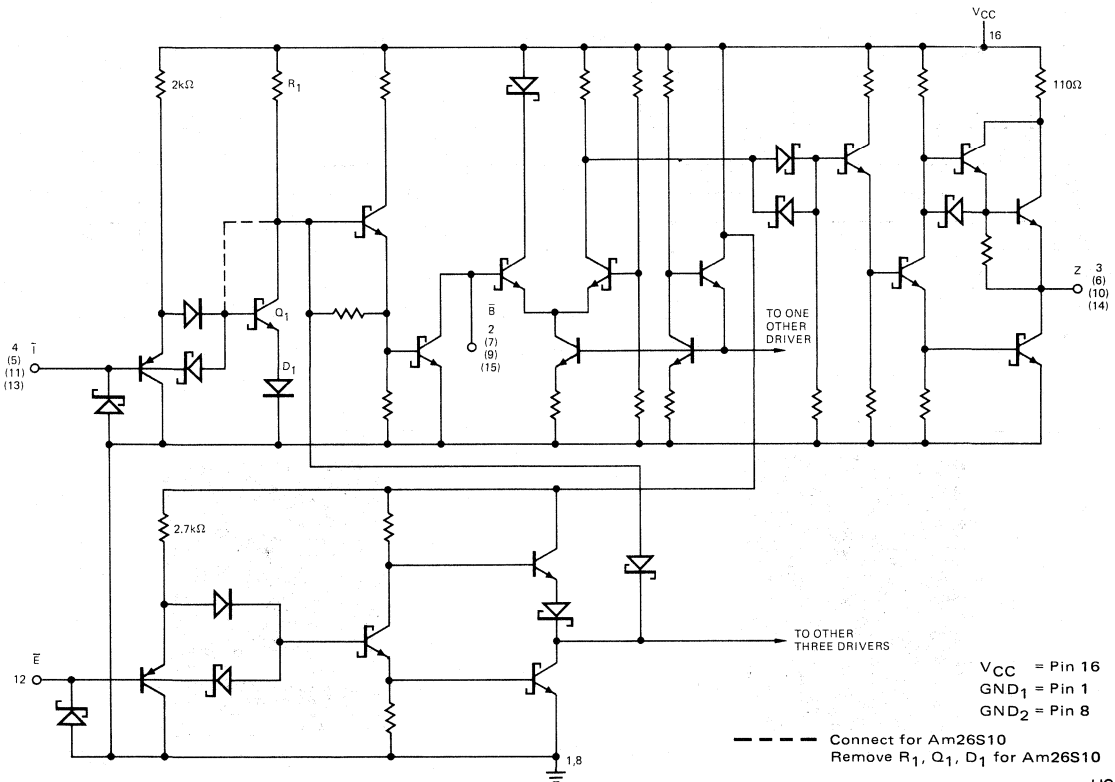 VCC
16
2kΩ
R1
110Ω
Q1
D1
B̅
2
(7)
(9)
(15)
Z
3
(6)
(10)
(14)
TO ONE
OTHER
DRIVER
4
(5)
(11)
(13)
I̅
2.7kΩ
12
E̅
TO OTHER
THREE DRIVERS
1,8
VCC = Pin 16
GND1 = Pin 1
GND2 = Pin 8
Connect for Am26S10
Remove R1, Q1, D1 for Am26S10